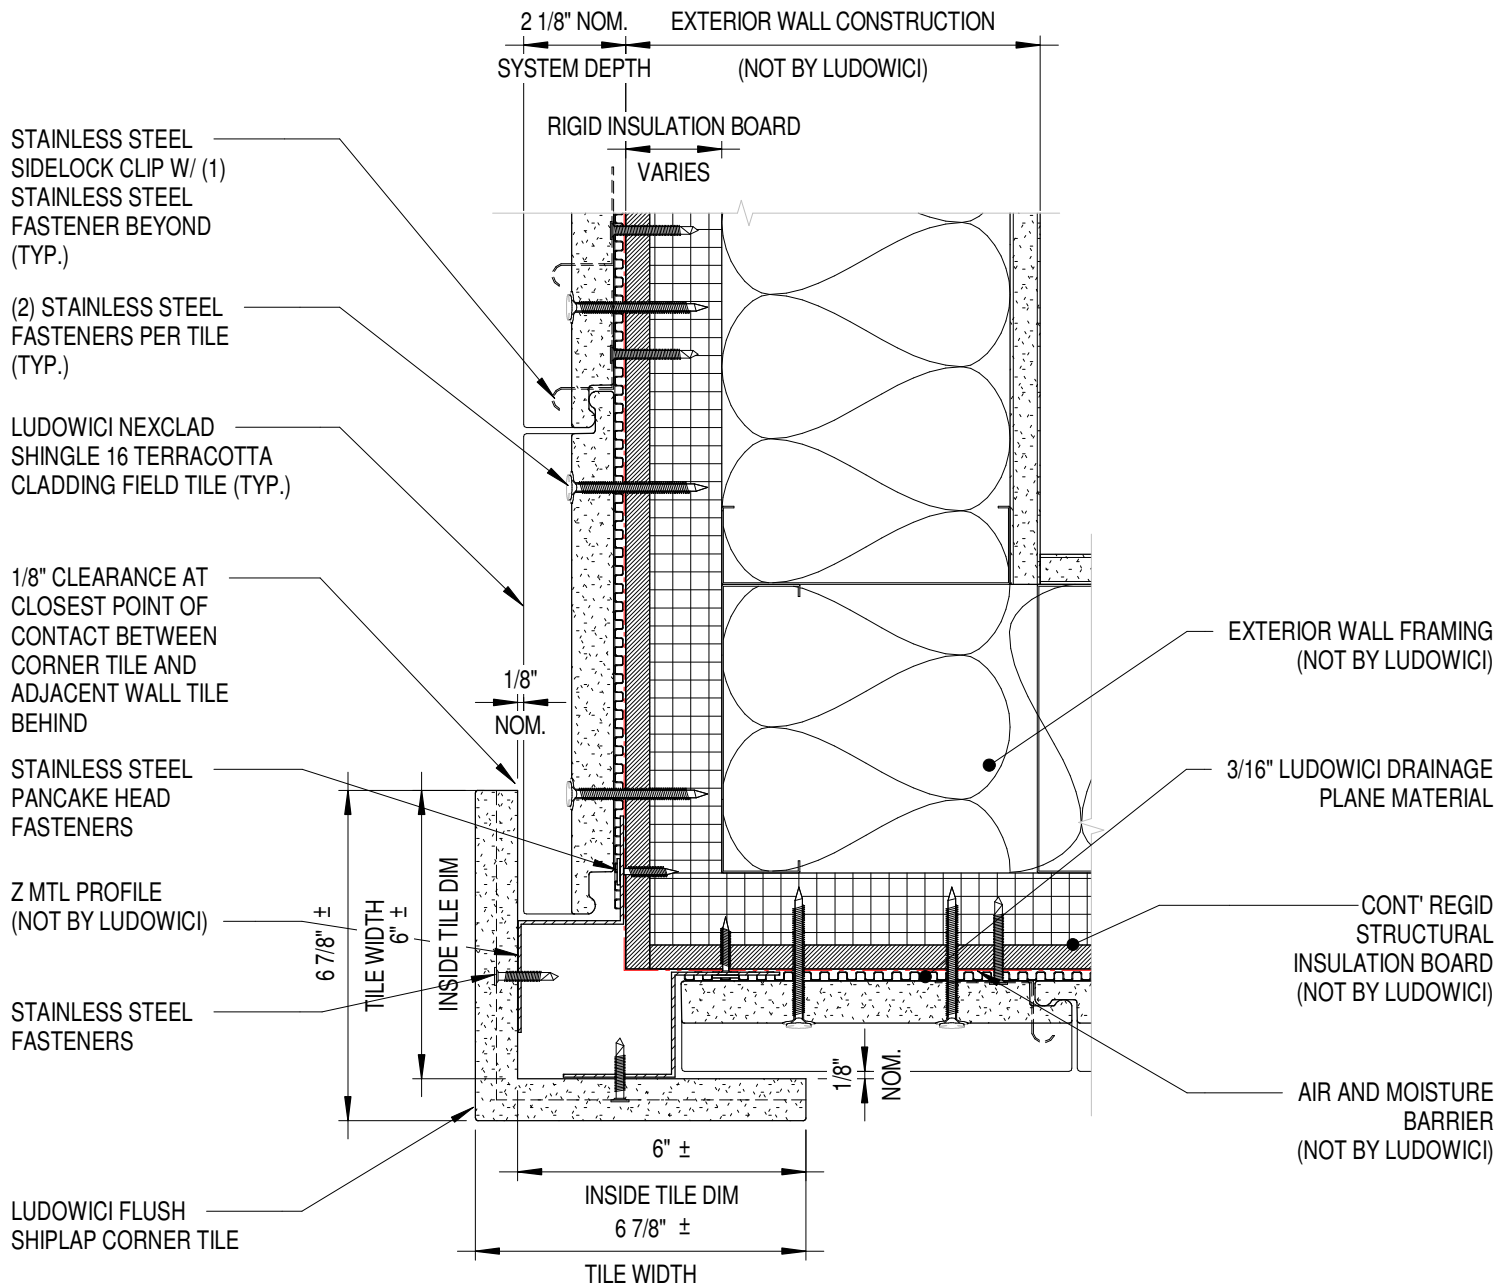 2 1/8" NOM.
SYSTEM DEPTH
EXTERIOR WALL CONSTRUCTION
(NOT BY LUDOWICI)
RIGID INSULATION BOARD
VARIES
STAINLESS STEEL
SIDELOCK CLIP W/ (1)
STAINLESS STEEL
FASTENER BEYOND
(TYP.)
(2) STAINLESS STEEL
FASTENERS PER TILE
(TYP.)
LUDOWICI NEXCLAD
SHINGLE 16 TERRACOTTA
CLADDING FIELD TILE (TYP.)
1/8" CLEARANCE AT
CLOSEST POINT OF
CONTACT BETWEEN
CORNER TILE AND
ADJACENT WALL TILE
BEHIND
1/8"
NOM.
STAINLESS STEEL
PANCAKE HEAD
FASTENERS
Z MTL PROFILE
(NOT BY LUDOWICI)
STAINLESS STEEL
FASTENERS
LUDOWICI FLUSH
SHIPLAP CORNER TILE
6 7/8" ±
TILE WIDTH
6" ±
INSIDE TILE DIM
6" ±
INSIDE TILE DIM
6 7/8" ±
TILE WIDTH
1/8"
NOM.
EXTERIOR WALL FRAMING
(NOT BY LUDOWICI)
3/16" LUDOWICI DRAINAGE
PLANE MATERIAL
CONT' REGID
STRUCTURAL
INSULATION BOARD
(NOT BY LUDOWICI)
AIR AND MOISTURE
BARRIER
(NOT BY LUDOWICI)